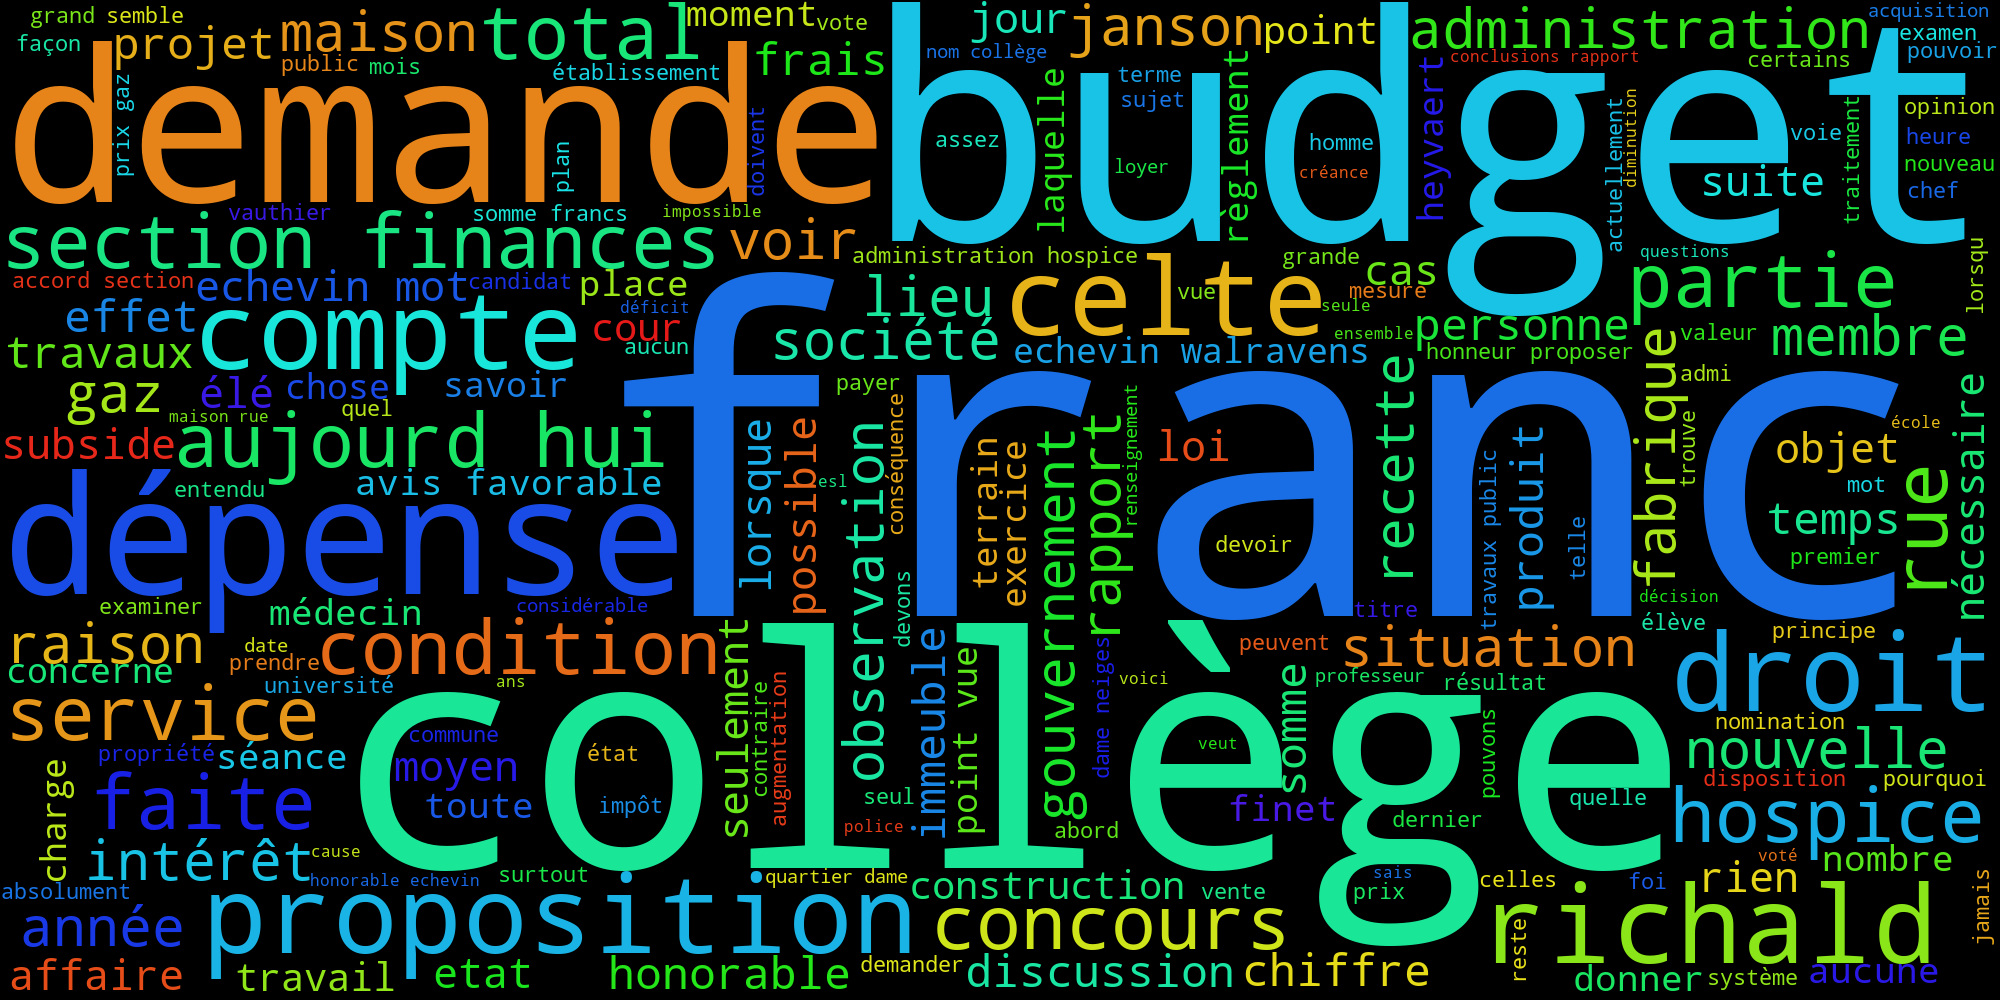 grand semble
façon
projet
maison
total
moment
vote
jour
janson
point
administration
acquisition
examen
pouvoir
public
mois
établissement
frais
nom collège
conclusions rapport
certains
demande
budget
prix gaz
plan
doivent
assez
laquelle
terme
sujet
loyer
règlement
homme
créance
heyvaert
actuellement
diminution
voie
traitement
opinion
heure
nouveau
chef
suite
vauthier
somme francs
impossible
section finances
voir
administration hospice
grande
cas
questions
lorsqu
accord section
echevin mot
candidat
place
lieu
celte
vue
seule
mesure
partie
effet
compte
déficit
cour
aucun
société
ensemble
personne
valeur
membre
travaux
echevin walravens
honneur proposer
gaz
élé
chose
savoir
quel
payer
admi
maison rue
franc
subside
aujourd hui
lorsque
possible
esl
observation
conséquence
terrain
exercice
gouvernement
rapport
renseignement
loi
recette
travaux public
produit
telle
fabrique
trouve
école
objet
mot
rue
nécessaire
entendu
avis favorable
dépense
devoir
temps
premier
examiner
médecin
considérable
devons
titre
décision
élève
raison
date
prendre
condition
concerne
peuvent
situation
principe
droit
université
ans
service
seulement
contraire
augmentation
immeuble
point vue
dame neiges
voici
somme
professeur
résultat
nomination
collège
propriété
séance
commune
état
veut
pouvons
nouvelle
disposition
pourquoi
charge
faite
moyen
toute
impôt
seul
finet
quelle
hospice
intérêt
cause
police
abord
dernier
voté
nombre
absolument
honorable echevin
surtout
quartier dame
construction
vente
sais
prix
celles
foi
rien
année
proposition
concours
richald
jamais
affaire
travail
etat
honorable
demander
discussion
chiffre
reste
donner
système
aucune